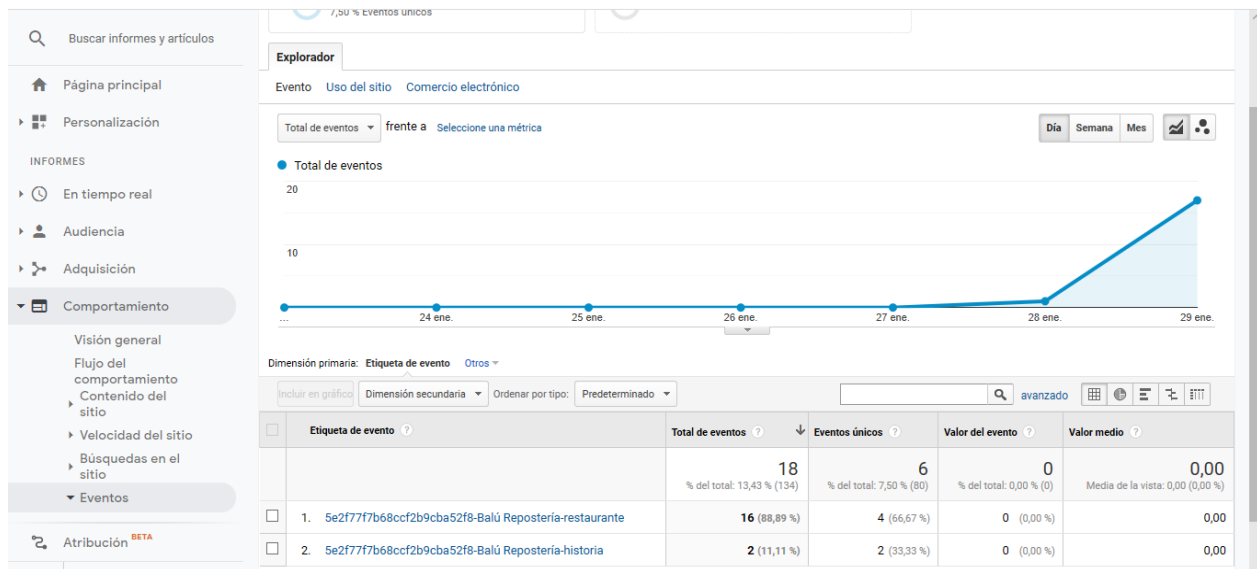 7,50 % Eventos únicos
Buscar informes y artículos
Página principal
Personalización
INFORMES
En tiempo real
Audiencia
Adquisición
Comportamiento
Visión general
Flujo del
comportamiento
Contenido del
sitio
Velocidad del sitio
Búsquedas en el
sitio
Eventos
Atribución BETA
Explorador
Evento Uso del sitio Comercio electrónico
Total de eventos frente a Seleccione una métrica
Día Semana Mes
Total de eventos
20
10
... 24 ene. 25 ene. 26 ene. 27 ene. 28 ene. 29 ene.
Dimensión primaria: Etiqueta de evento Otros
Incluir en gráfico Dimensión secundaria Ordenar por tipo: Predeterminado avanzado
Etiqueta de evento ? Total de eventos ? Eventos únicos ? Valor del evento ? Valor medio ?
18 6 0 0,00
% del total: 13,43 % (134) % del total: 7,50 % (80) % del total: 0,00 % (0) Media de la vista: 0,00 (0,00 %)
1. 5e2f77f7b68ccf2b9cba52f8-Balú Repostería-restaurante 16 (88,89 %) 4 (66,67 %) 0 (0,00 %) 0,00
2. 5e2f77f7b68ccf2b9cba52f8-Balú Repostería-historia 2 (11,11 %) 2 (33,33 %) 0 (0,00 %) 0,00